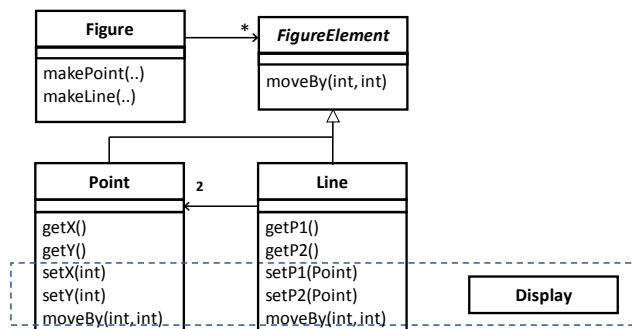 Figure
makePoint(..)
makeLine(..)
*
FigureElement
moveBy(int, int)
Point
getX()
getY()
setX(int)
setY(int)
moveBy(int,int)
2
Line
getP1()
getP2()
setP1(Point)
setP2(Point)
moveBy(int,int)
Display